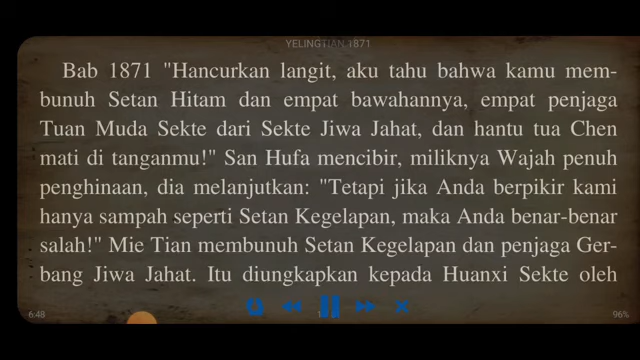 YELINGTIAN.1871
Bab 1871 "Hancurkan langit, aku tahu bahwa kamu mem-
bunuh Setan Hitam dan empat bawahannya, empat penjaga
Tuan Muda Sekte dari Sekte Jiwa Jahat, dan hantu tua Chen
mati di tanganmu!" San Hufa mencibir, miliknya Wajah penuh
penghinaan, dia melanjutkan: "Tetapi jika Anda berpikir kami
hanya sampah seperti Setan Kegelapan, maka Anda benar-benar
salah!" Mie Tian membunuh Setan Kegelapan dan penjaga Ger-
bang Jiwa Jahat. Itu diungkapkan kepada Huanxi Sekte oleh
6:48
96%